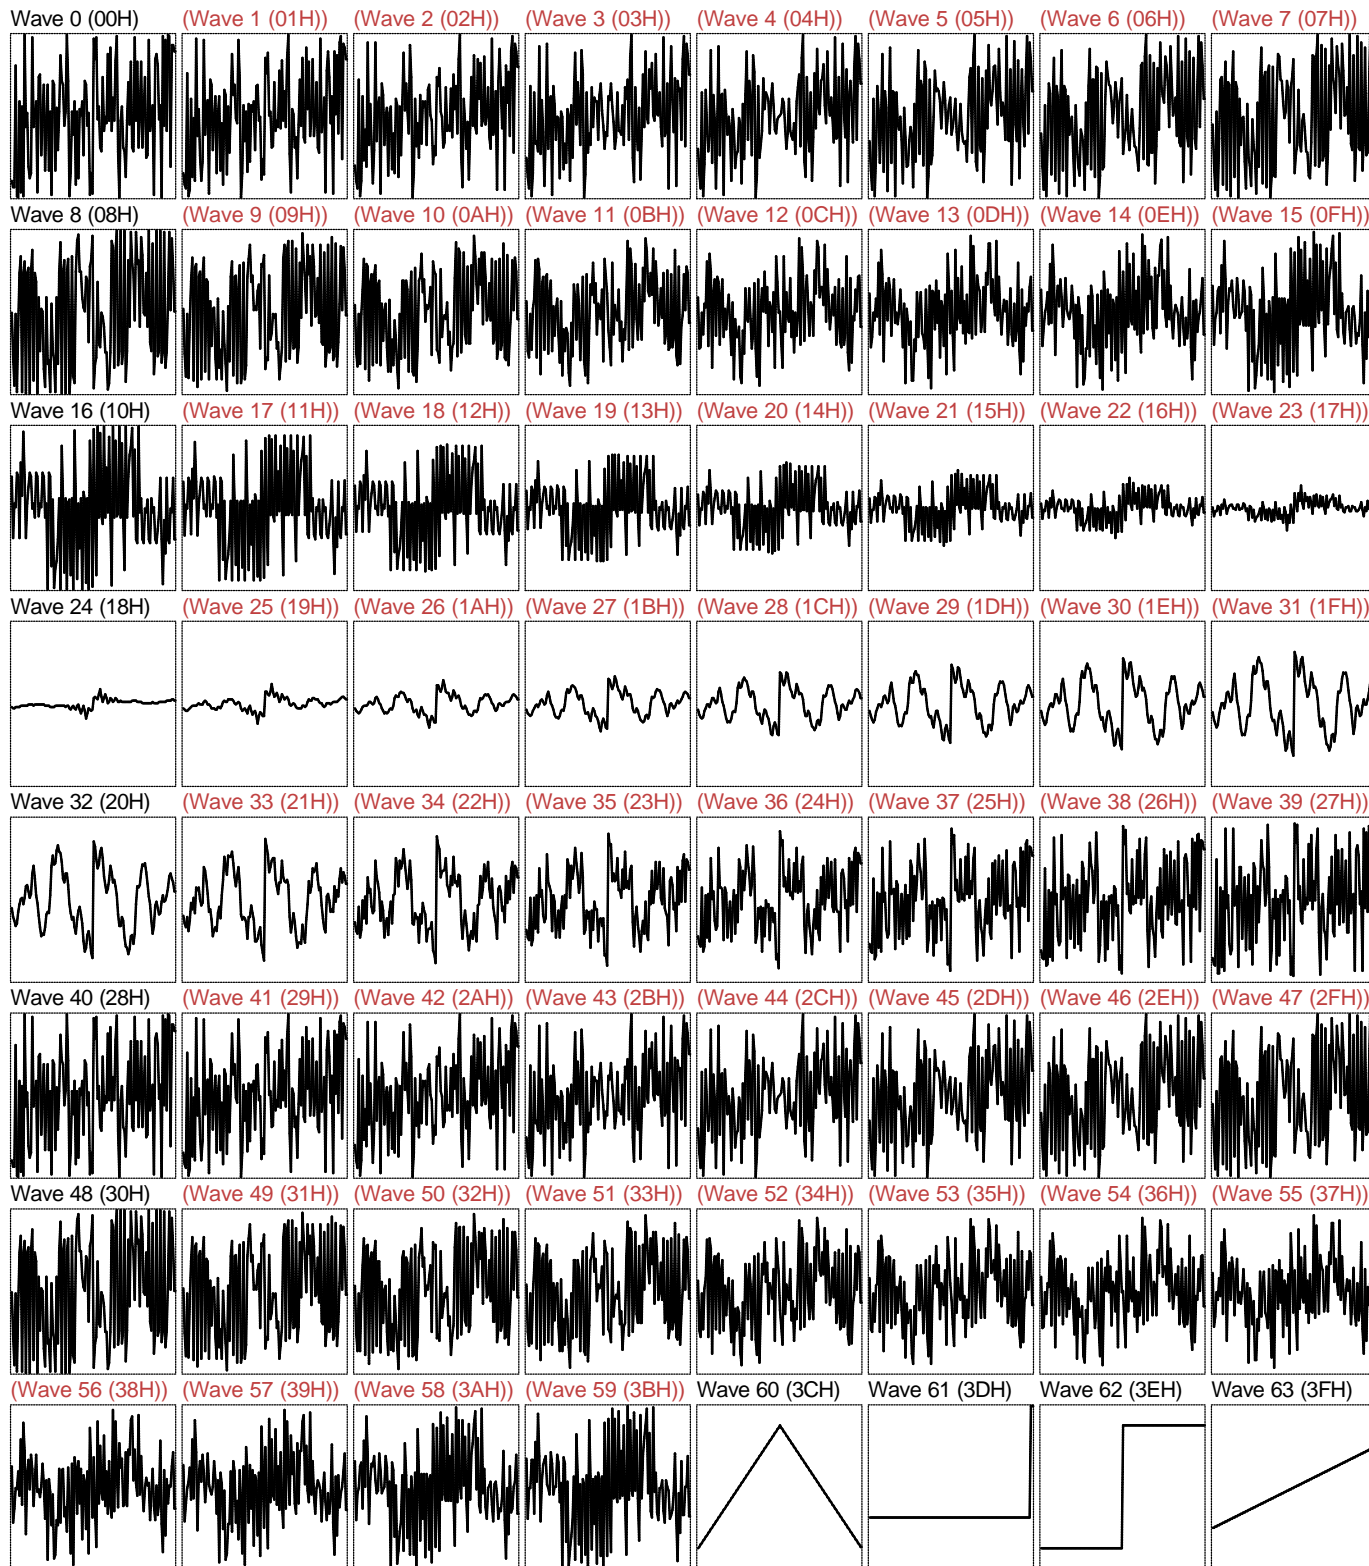 Wave 0 (00H) (Wave 1 (01H)) (Wave 2 (02H)) (Wave 3 (03H)) (Wave 4 (04H)) (Wave 5 (05H)) (Wave 6 (06H)) (Wave 7 (07H))
Wave 8 (08H) (Wave 9 (09H)) (Wave 10 (0AH)) (Wave 11 (0BH)) (Wave 12 (0CH)) (Wave 13 (0DH)) (Wave 14 (0EH)) (Wave 15 (0FH))
Wave 16 (10H) (Wave 17 (11H)) (Wave 18 (12H)) (Wave 19 (13H)) (Wave 20 (14H)) (Wave 21 (15H)) (Wave 22 (16H)) (Wave 23 (17H))
Wave 24 (18H) (Wave 25 (19H)) (Wave 26 (1AH)) (Wave 27 (1BH)) (Wave 28 (1CH)) (Wave 29 (1DH)) (Wave 30 (1EH)) (Wave 31 (1FH))
Wave 32 (20H) (Wave 33 (21H)) (Wave 34 (22H)) (Wave 35 (23H)) (Wave 36 (24H)) (Wave 37 (25H)) (Wave 38 (26H)) (Wave 39 (27H))
Wave 40 (28H) (Wave 41 (29H)) (Wave 42 (2AH)) (Wave 43 (2BH)) (Wave 44 (2CH)) (Wave 45 (2DH)) (Wave 46 (2EH)) (Wave 47 (2FH))
Wave 48 (30H) (Wave 49 (31H)) (Wave 50 (32H)) (Wave 51 (33H)) (Wave 52 (34H)) (Wave 53 (35H)) (Wave 54 (36H)) (Wave 55 (37H))
(Wave 56 (38H)) (Wave 57 (39H)) (Wave 58 (3AH)) (Wave 59 (3BH)) Wave 60 (3CH) Wave 61 (3DH) Wave 62 (3EH) Wave 63 (3FH)